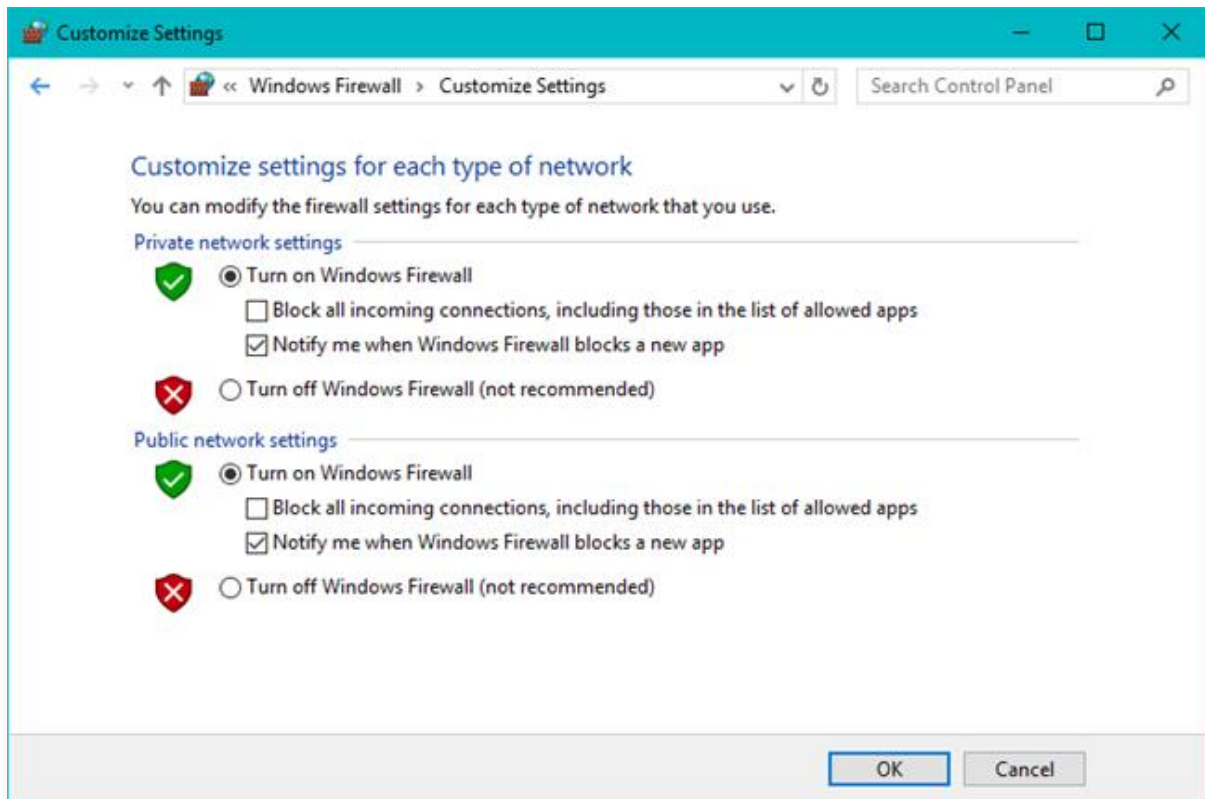 Customize Settings
« Windows Firewall › Customize Settings
Search Control Panel
Customize settings for each type of network
You can modify the firewall settings for each type of network that you use.
Private network settings
Turn on Windows Firewall
Block all incoming connections, including those in the list of allowed apps
Notify me when Windows Firewall blocks a new app
Turn off Windows Firewall (not recommended)
Public network settings
Turn on Windows Firewall
Block all incoming connections, including those in the list of allowed apps
Notify me when Windows Firewall blocks a new app
Turn off Windows Firewall (not recommended)
OK Cancel